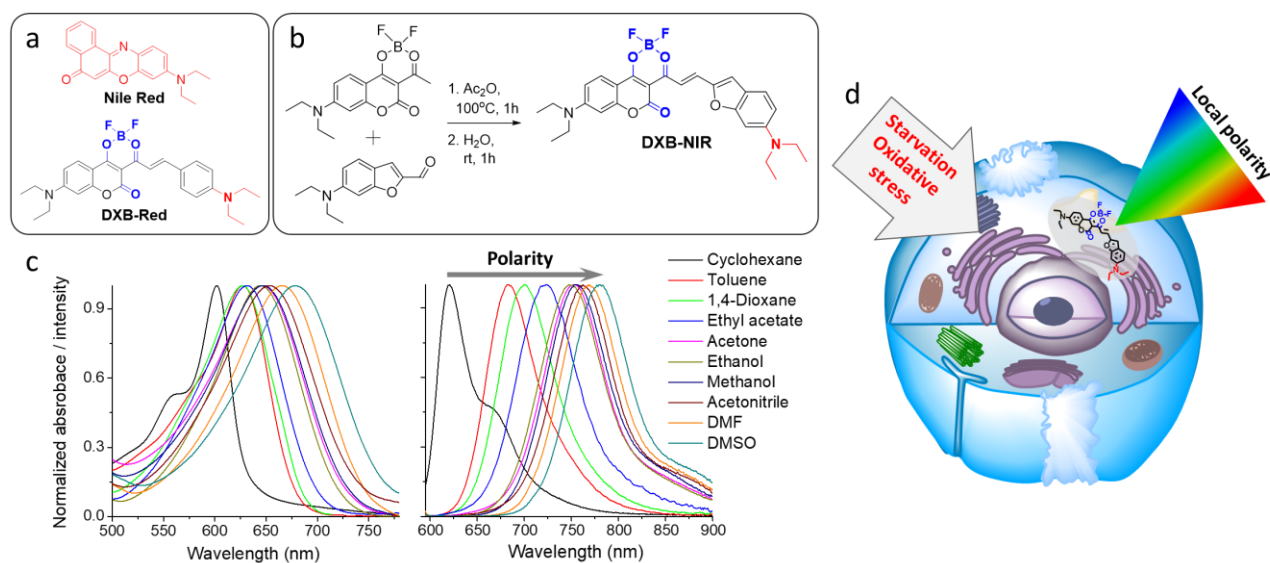 a
N
O
O
N
Nile Red
F F
B
O O
N O O
N
DXB-Red
b
F F
B
O O
N O O
+
N O O
1. Ac₂O,
100°C, 1h
2. H₂O,
rt, 1h
F F
B
O O
N O O O
N
DXB-NIR
c
Polarity
Normalized absorbace / intensity
0.9
0.6
0.3
0.0
500 550 600 650 700 750
Wavelength (nm)
600 650 700 750 800 850 900
Wavelength (nm)
Cyclohexane
Toluene
1,4-Dioxane
Ethyl acetate
Acetone
Ethanol
Methanol
Acetonitrile
DMF
DMSO
d
Starvation
Oxidative
stress
Local polarity